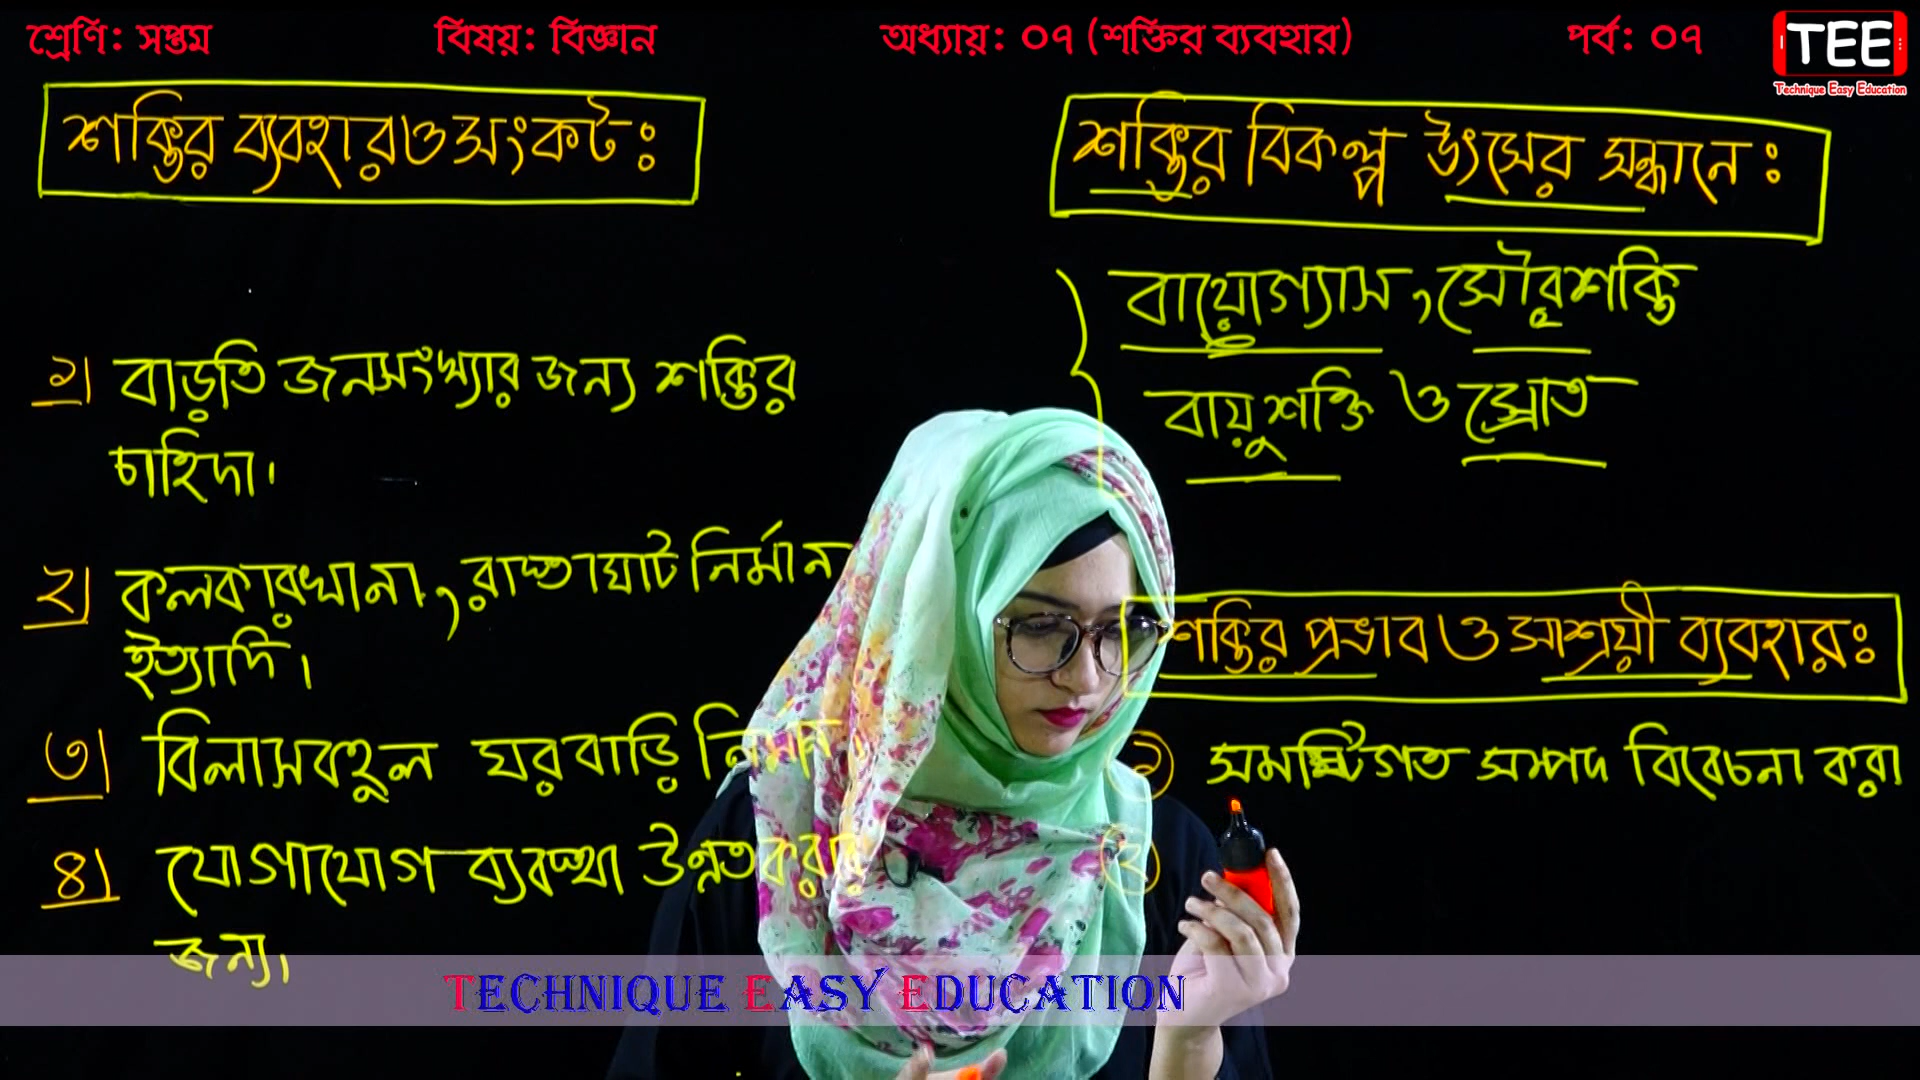 শ্রেণি: সপ্তম
বিষয়: বিজ্ঞান
অধ্যায়: ০৭ (শক্তির ব্যবহার)
পর্ব: ০৭
TEE
Technique Easy Education
শক্তির ব্যবহার ও সংকট:
১। বাড়তি জনসংখ্যার জন্য শক্তির
চাহিদা।
২। কলকারখানা, রাস্তাঘাট নির্মান
ইত্যাদি।
৩। বিলাসবহুল ঘরবাড়ি নির্মান
৪। যোগাযোগ ব্যবস্থা উন্নত করার
জন্য।
শক্তির বিকল্প উৎসের সন্ধানে:
বায়োগ্যাস, সৌরশক্তি
বায়ুশক্তি ও স্রোত
শক্তির প্রভাব ও সাশ্রয়ী ব্যবহার:
১ সমষ্টিগত সম্পদ বিবেচনা করা
২
TECHNIQUE EASY EDUCATION